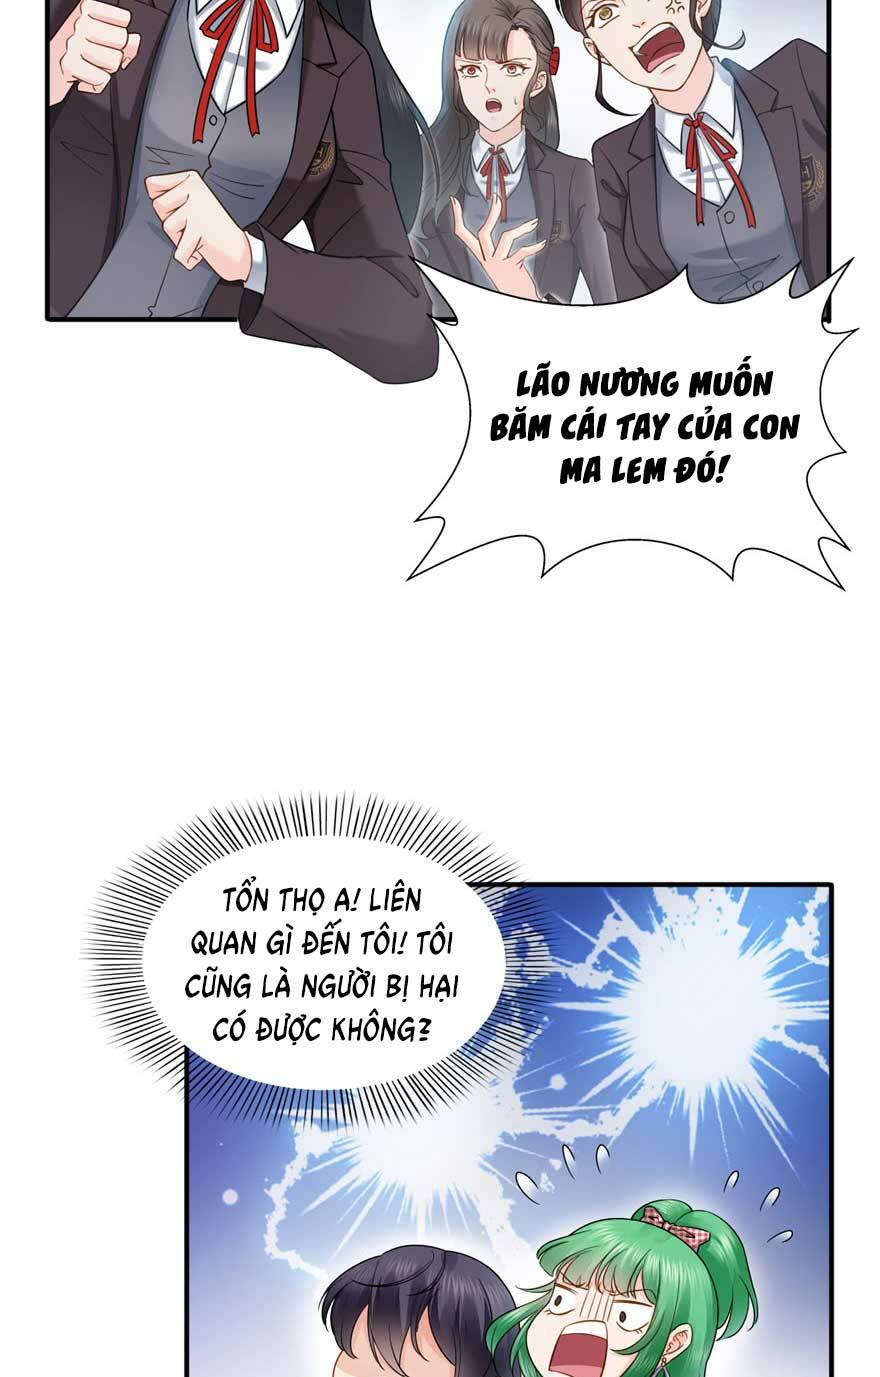 LÃO NƯƠNG MUỐN
BĂM CÁI TAY CỦA CON
MA LEM ĐÓ!
TỔN THỌ A! LIÊN
QUAN GÌ ĐẾN TÔI! TÔI
CŨNG LÀ NGƯỜI BỊ HẠI
CÓ ĐƯỢC KHÔNG?